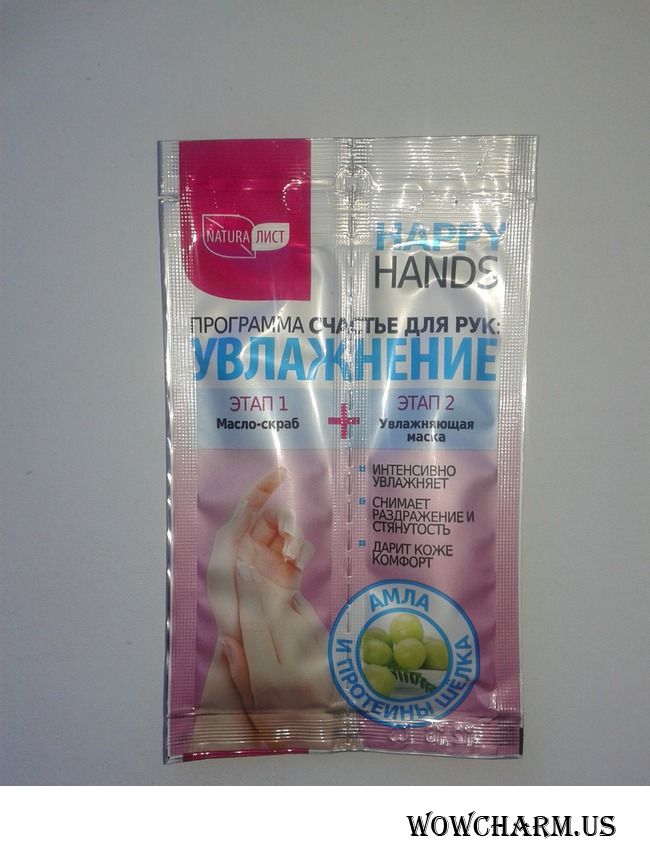 NATURA ЛИСТ
HAPPY
HANDS
ПРОГРАММА СЧАСТЬЕ ДЛЯ РУК:
УВЛАЖНЕНИЕ
ЭТАП 1
Масло-скраб
+
ЭТАП 2
Увлажняющая
маска
ИНТЕНСИВНО
УВЛАЖНЯЕТ
СНИМАЕТ
РАЗДРАЖЕНИЕ И
СТЯНУТОСТЬ
ДАРИТ КОЖЕ
КОМФОРТ
АМЛА
И ПРОТЕИНЫ ШЕЛКА
WOWCHARM.US